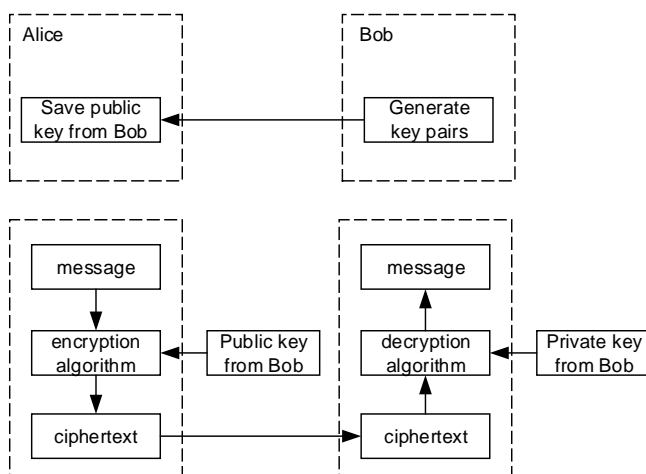 Alice
Bob
Save public
key from Bob
Generate
key pairs
message
message
encryption
algorithm
Public key
from Bob
decryption
algorithm
Private key
from Bob
ciphertext
ciphertext